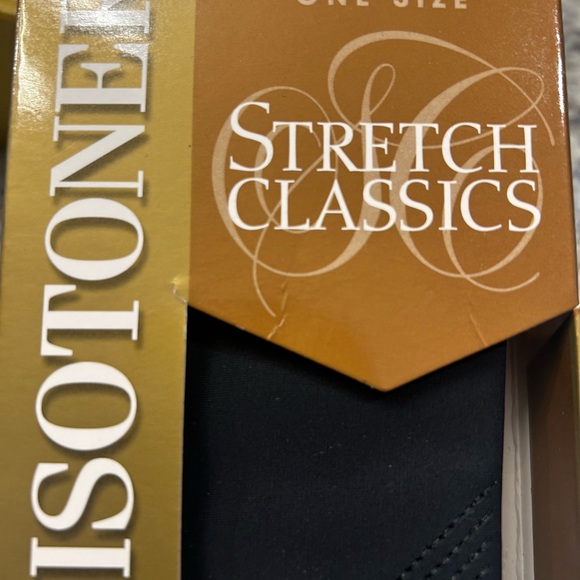 ONE SIZE
STRETCH
CLASSICS
ISOTONER